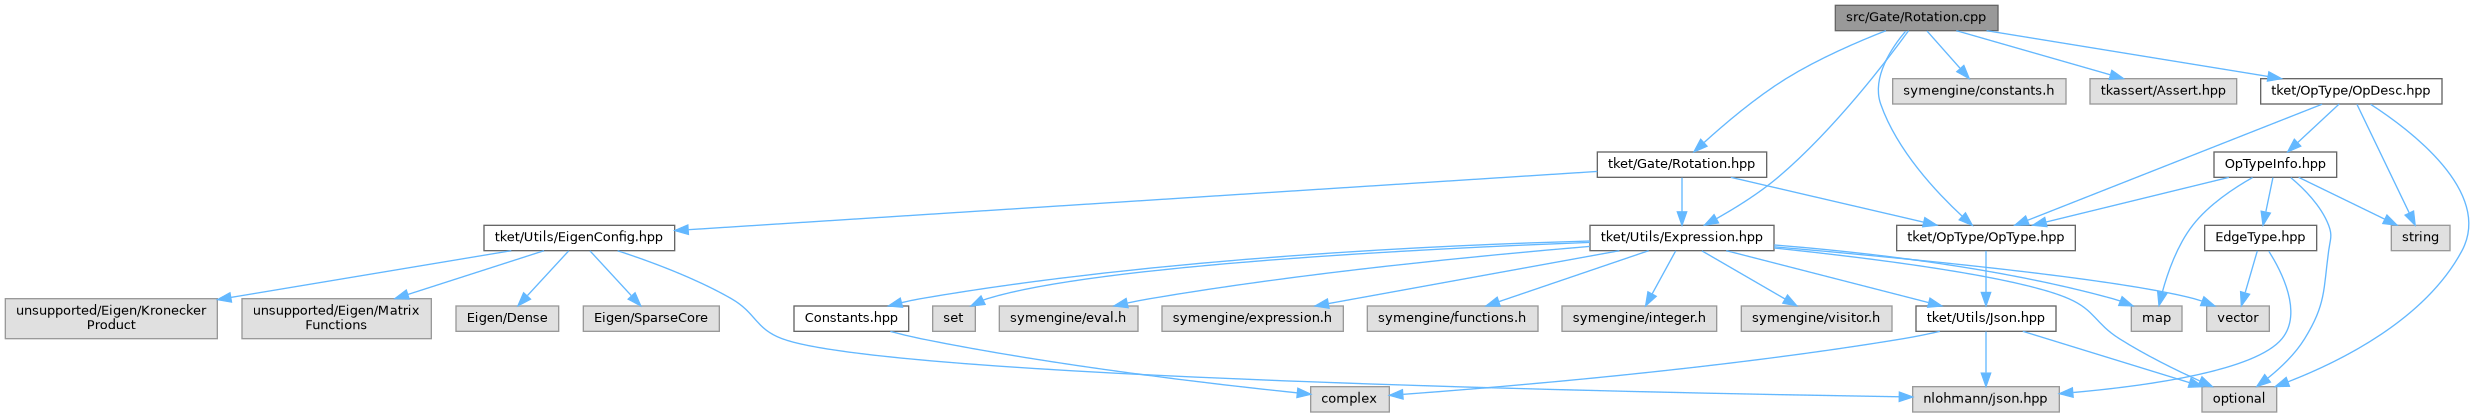 src/Gate/Rotation.cpp
symengine/constants.h
tkassert/Assert.hpp
tket/OpType/OpDesc.hpp
tket/Gate/Rotation.hpp
OpTypeInfo.hpp
tket/Utils/EigenConfig.hpp
tket/Utils/Expression.hpp
tket/OpType/OpType.hpp
EdgeType.hpp
string
unsupported/Eigen/Kronecker
Product
unsupported/Eigen/Matrix
Functions
Eigen/Dense
Eigen/SparseCore
Constants.hpp
set
symengine/eval.h
symengine/expression.h
symengine/functions.h
symengine/integer.h
symengine/visitor.h
tket/Utils/Json.hpp
map
vector
complex
nlohmann/json.hpp
optional